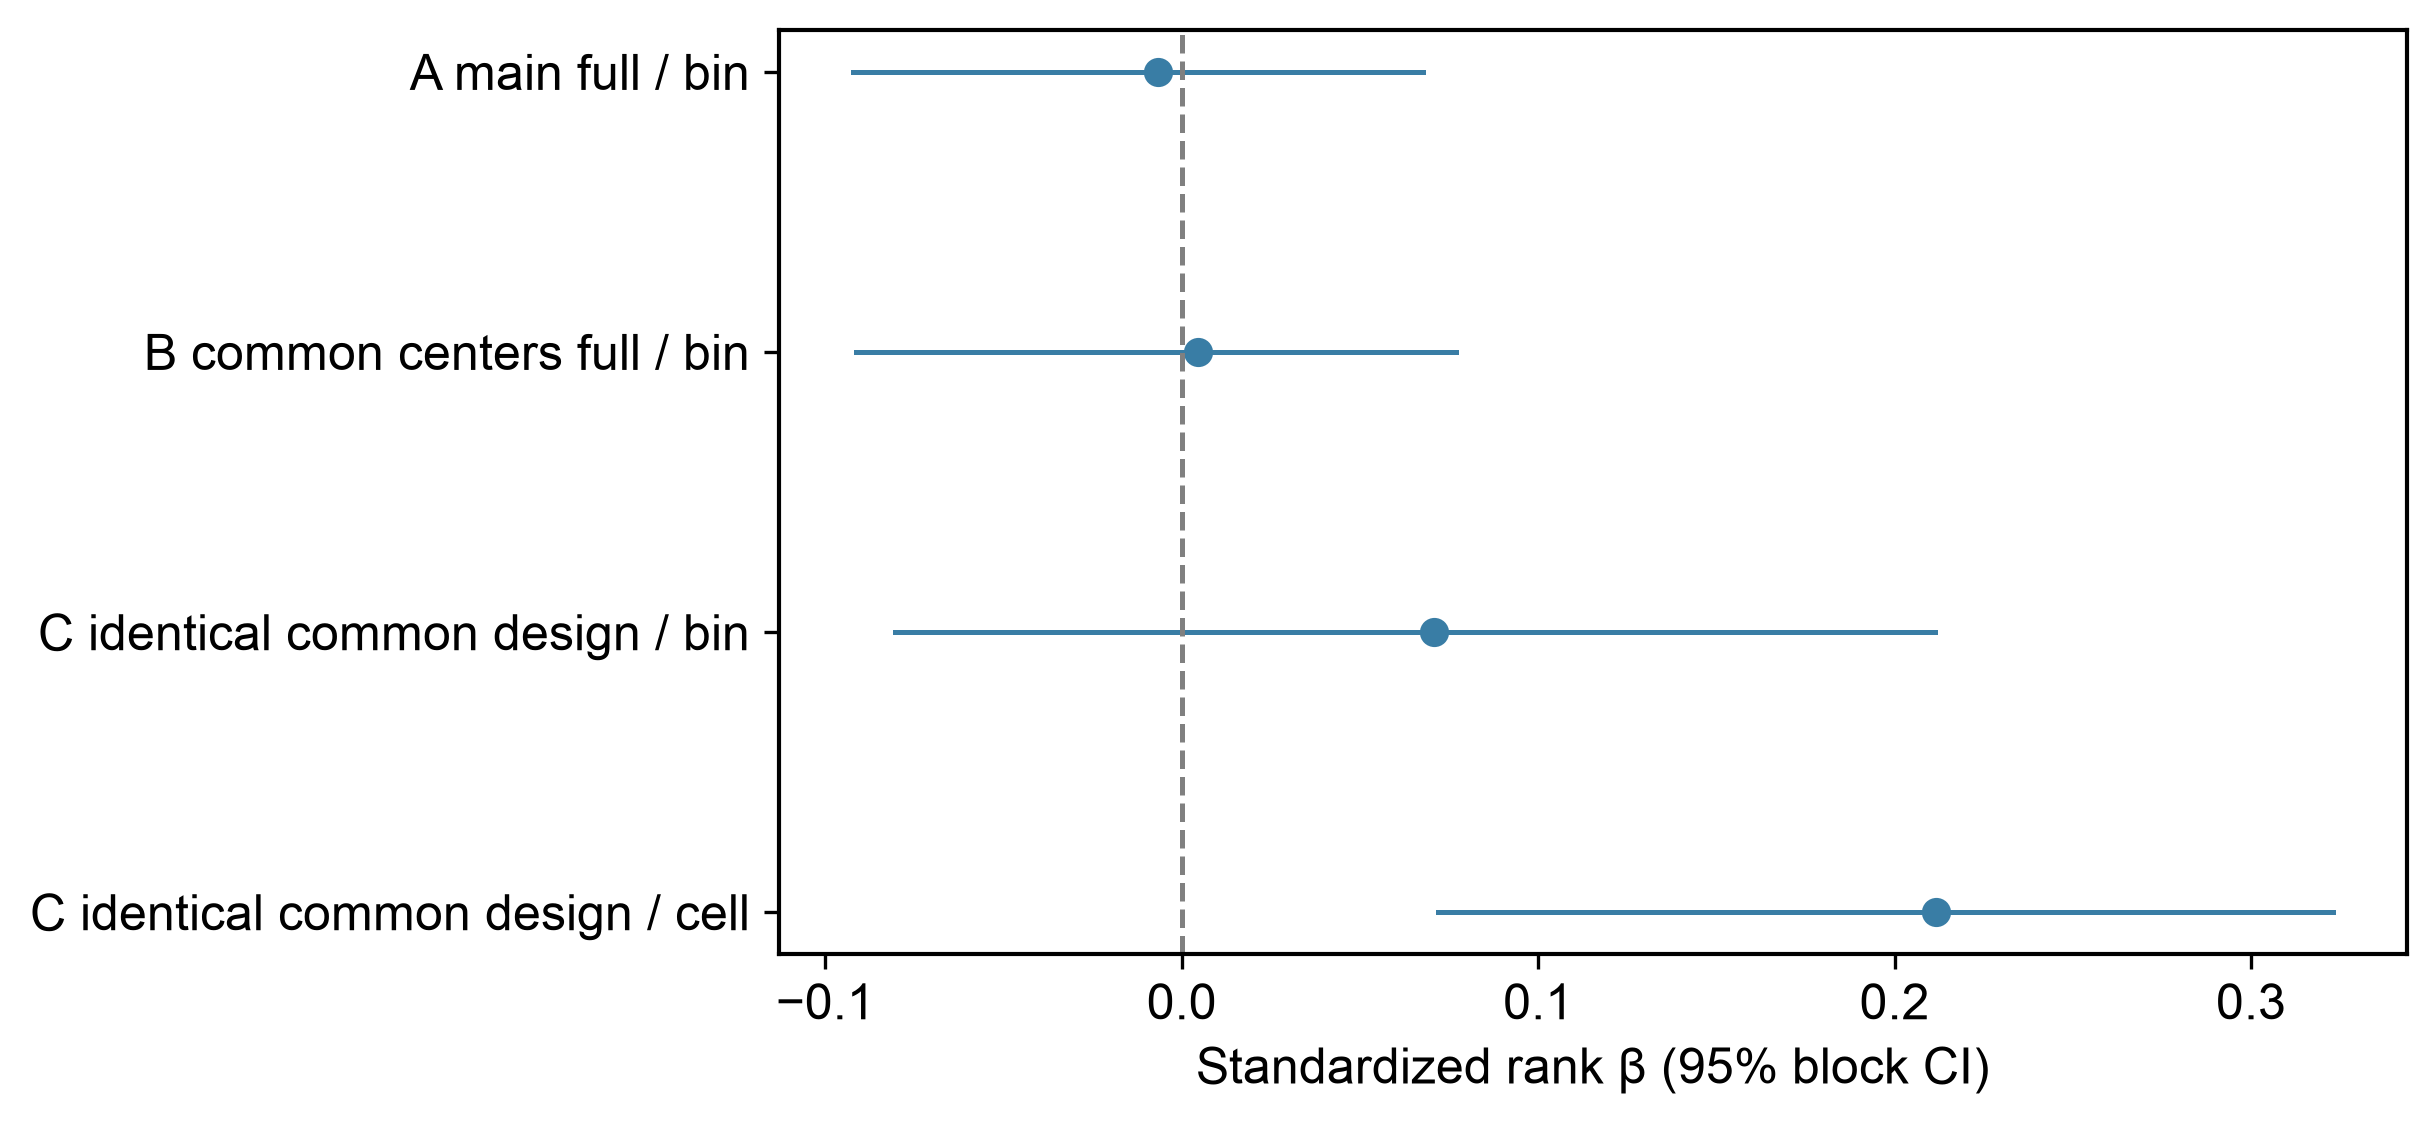 A main full / bin
B common centers full / bin
C identical common design / bin
C identical common design / cell
−0.1 0.0 0.1 0.2 0.3
Standardized rank β (95% block CI)